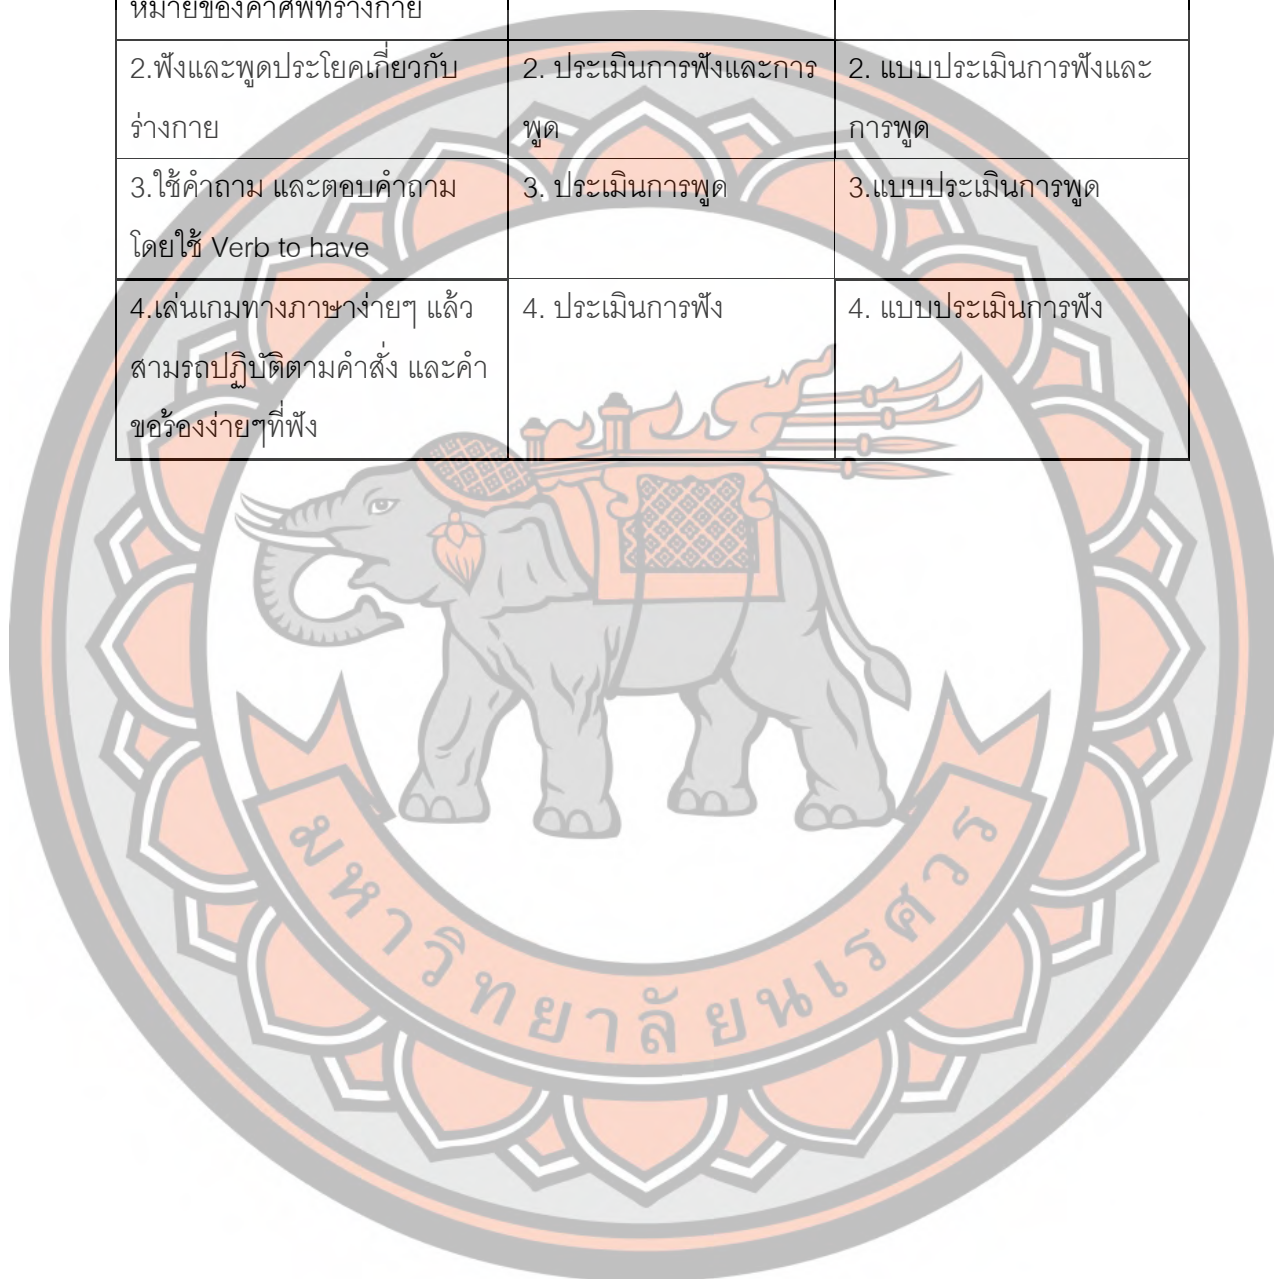 หมายของคำศัพท์ร่างกาย
2.ฟังและพูดประโยคเกี่ยวกับ
ร่างกาย
2. ประเมินการฟังและการ
พูด
2. แบบประเมินการฟังและ
การพูด
3.ใช้คำถาม และตอบคำถาม
โดยใช้ Verb to have
3. ประเมินการพูด
3.แบบประเมินการพูด
4.เล่นเกมทางภาษาง่ายๆ แล้ว
สามรถปฏิบัติตามคำสั่ง และคำ
ขอร้องง่ายๆที่ฟัง
4. ประเมินการฟัง
4. แบบประเมินการฟัง
มหาวิทยาลัยนเรศวร